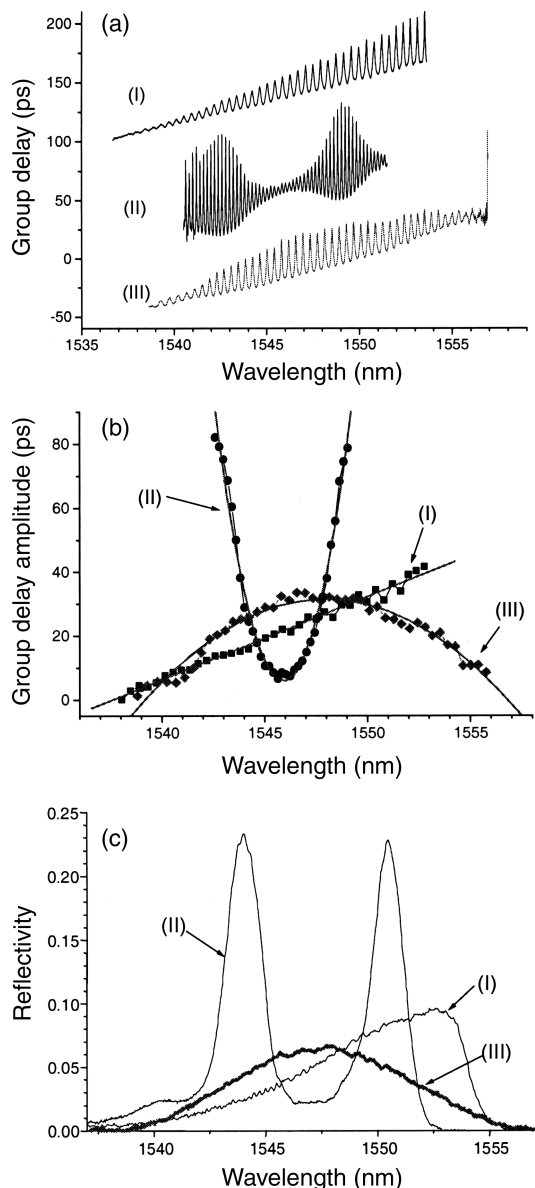 (a)
Group delay (ps)
200
150
100
50
0
-50
(I)
(II)
(III)
1535 1540 1545 1550 1555
Wavelength (nm)
(b)
Group delay amplitude (ps)
80
60
40
20
0
(II)
(I)
(III)
1540 1545 1550 1555
Wavelength (nm)
(c)
Reflectivity
0.25
0.20
0.15
0.10
0.05
0.00
(II)
(I)
(III)
1540 1545 1550 1555
Wavelength (nm)